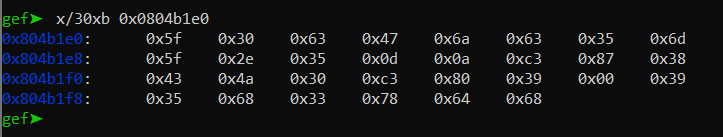 gef➤  x/30xb 0x0804b1e0
0x804b1e0: 0x5f 0x30 0x63 0x47 0x6a 0x63 0x35 0x6d
0x804b1e8: 0x5f 0x2e 0x35 0x0d 0x0a 0xc3 0x87 0x38
0x804b1f0: 0x43 0x4a 0x30 0xc3 0x80 0x39 0x00 0x39
0x804b1f8: 0x35 0x68 0x33 0x78 0x64 0x68
gef➤